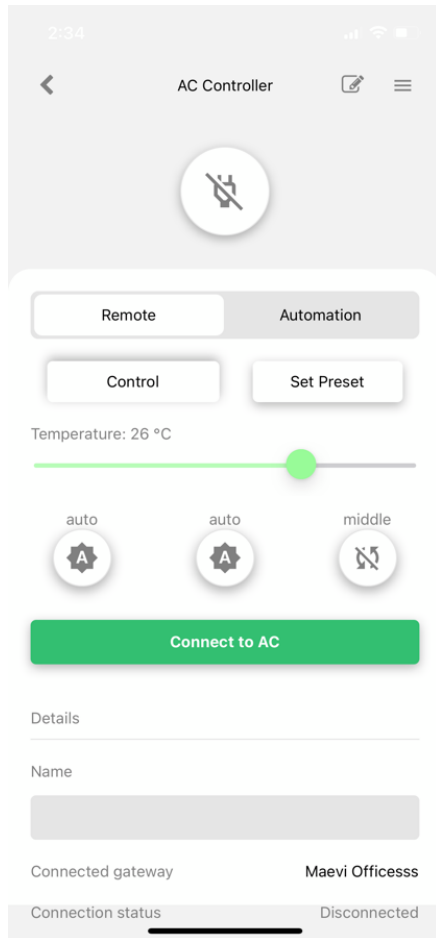 2:34
AC Controller
Remote Automation
Control Set Preset
Temperature: 26 °C
auto auto middle
A A
Connect to AC
Details
Name
Connected gateway Maevi Officesss
Connection status Disconnected